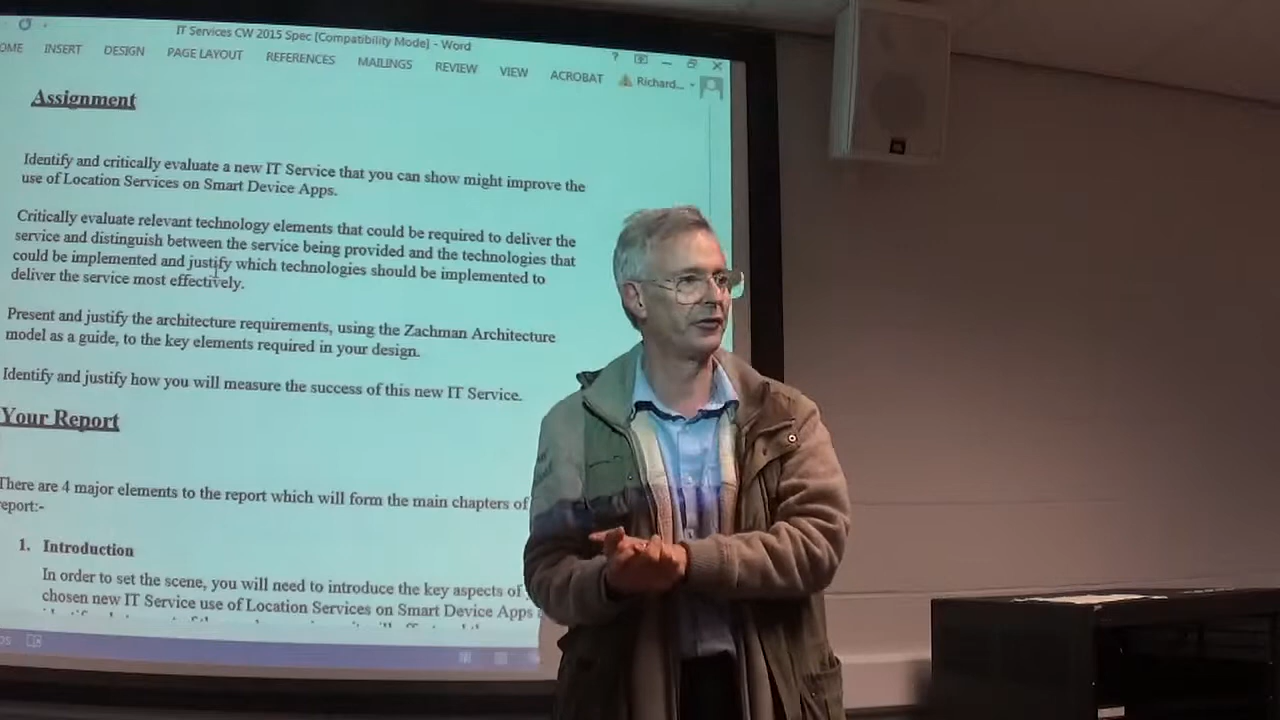 IT Services CW 2015 Spec [Compatibility Mode] - Word
OME INSERT DESIGN PAGE LAYOUT REFERENCES MAILINGS REVIEW VIEW ACROBAT Richard...
Assignment
Identify and critically evaluate a new IT Service that you can show might improve the
use of Location Services on Smart Device Apps.
Critically evaluate relevant technology elements that could be required to deliver the
service and distinguish between the service being provided and the technologies that
could be implemented and justify which technologies should be implemented to
deliver the service most effectively.
Present and justify the architecture requirements, using the Zachman Architecture
model as a guide, to the key elements required in your design.
Identify and justify how you will measure the success of this new IT Service.
Your Report
There are 4 major elements to the report which will form the main chapters of
eport:-
1. Introduction
In order to set the scene, you will need to introduce the key aspects of
chosen new IT Service use of Location Services on Smart Device Apps
JBL